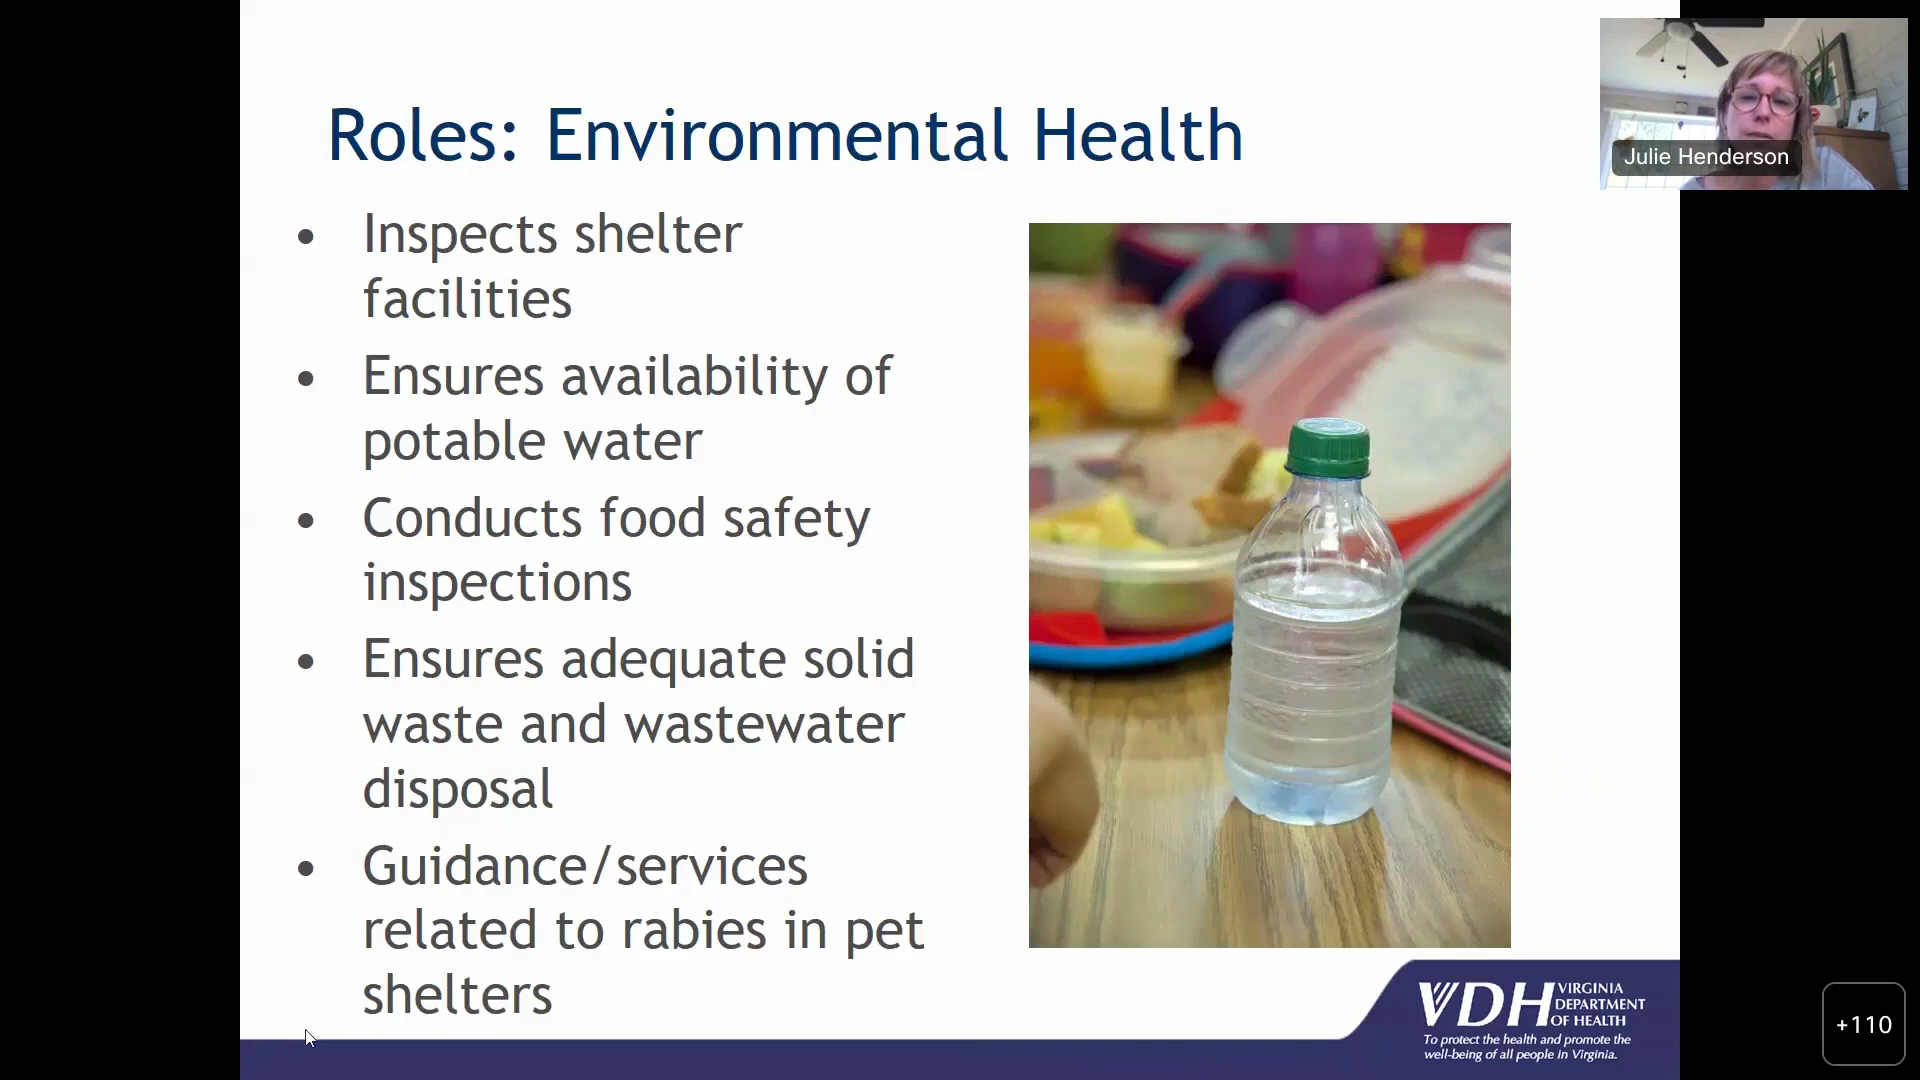 Roles: Environmental Health
Julie Henderson
• Inspects shelter
facilities
• Ensures availability of
potable water
• Conducts food safety
inspections
• Ensures adequate solid
waste and wastewater
disposal
• Guidance/services
related to rabies in pet
shelters
VDH VIRGINIA
DEPARTMENT
OF HEALTH
To protect the health and promote the
well-being of all people in Virginia.
+110